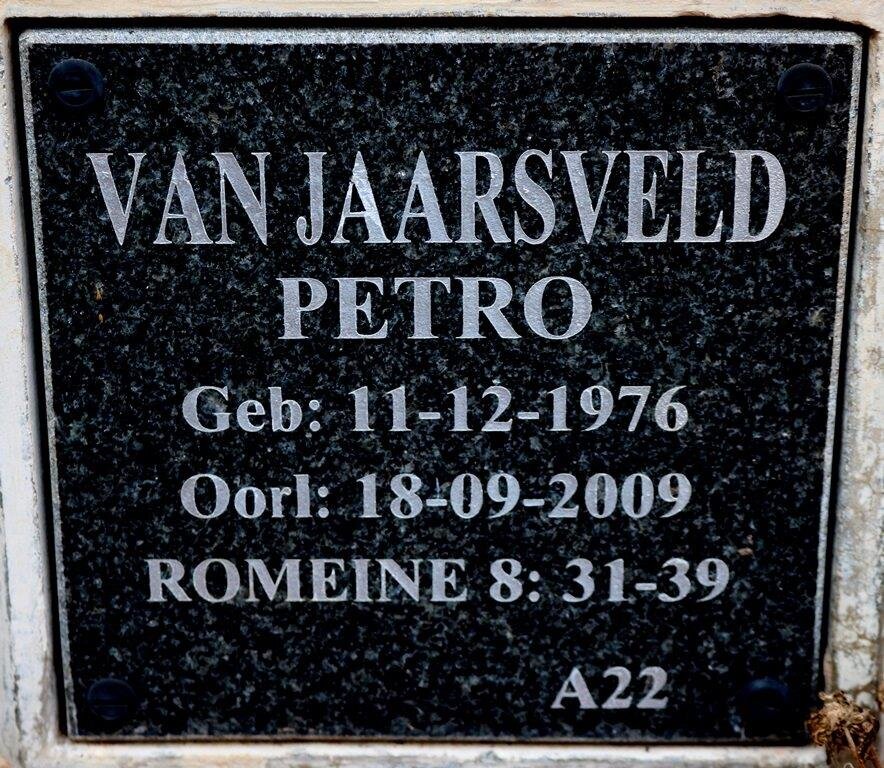 VAN JAARSVELD
PETRO
Geb: 11-12-1976
Oorl: 18-09-2009
ROMEINE 8: 31-39
A22